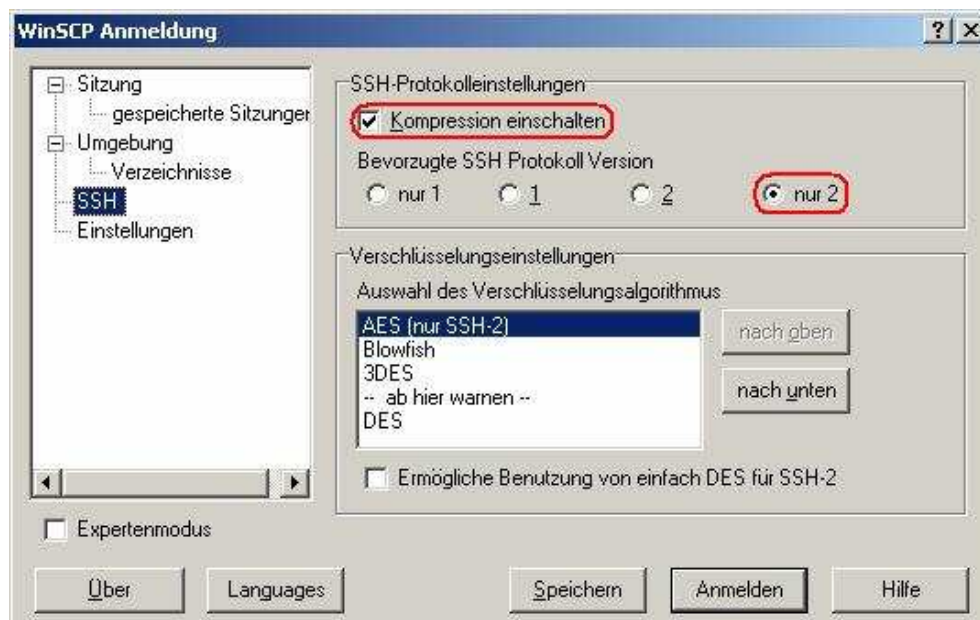 WinSCP Anmeldung
Sitzung
gespeicherte Sitzunger
Umgebung
Verzeichnisse
SSH
Einstellungen
Expertenmodus
SSH-Protokolleinstellungen
Kompression einschalten
Bevorzugte SSH Protokoll Version
nur 1 1 2 nur 2
Verschlüsselungseinstellungen
Auswahl des Verschlüsselungsalgorithmus
AES (nur SSH-2)
Blowfish
3DES
-- ab hier warnen --
DES
nach oben
nach unten
Ermögliche Benutzung von einfach DES für SSH-2
Über Languages Speichern Anmelden Hilfe